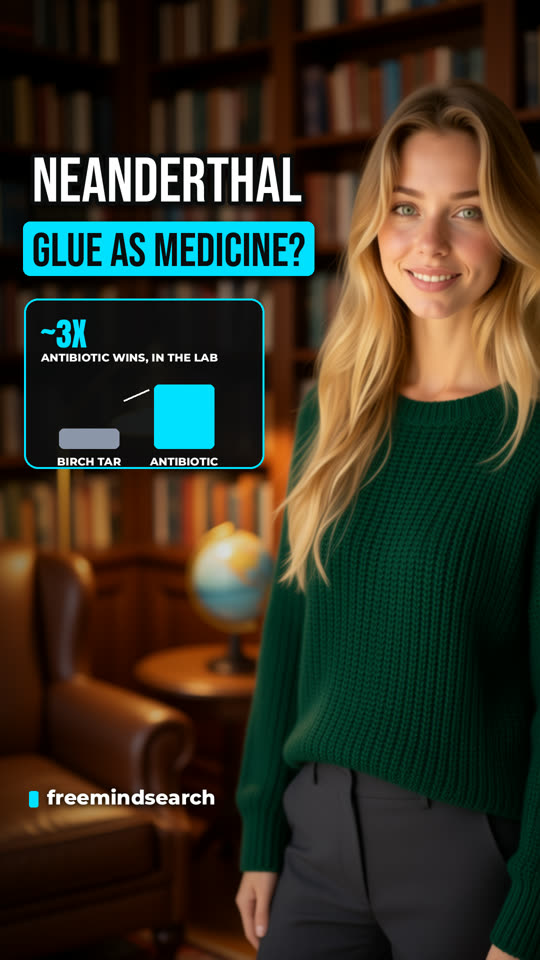 NEANDERTHAL
GLUE AS MEDICINE?
~3X
ANTIBIOTIC WINS, IN THE LAB
BIRCH TAR
ANTIBIOTIC
freemindsearch